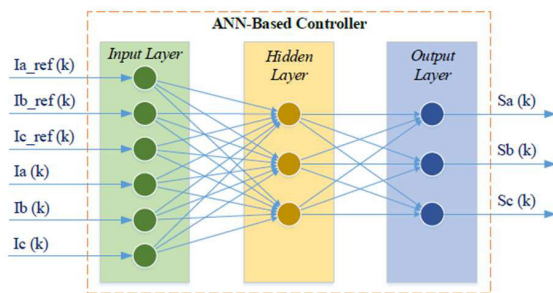 ANN-Based Controller
Input Layer
Hidden
Layer
Output
Layer
Ia_ref (k)
Ib_ref (k)
Ic_ref (k)
Ia (k)
Ib (k)
Ic (k)
Sa (k)
Sb (k)
Sc (k)